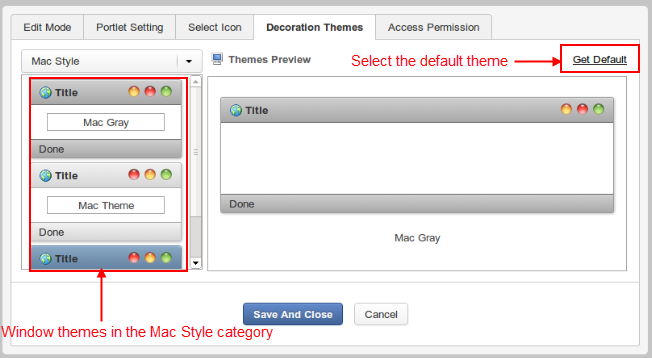 Edit Mode Portlet Setting Select Icon Decoration Themes Access Permission
Mac Style Themes Preview Select the default theme Get Default
Title
Mac Gray
Done
Title
Mac Theme
Done
Title
Title
Done
Mac Gray
Save And Close Cancel
Window themes in the Mac Style category